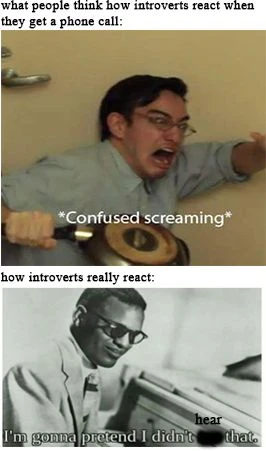 what people think how introverts react when
they get a phone call:
*Confused screaming*
how introverts really react:
hear
I'm gonna pretend I didn't that.